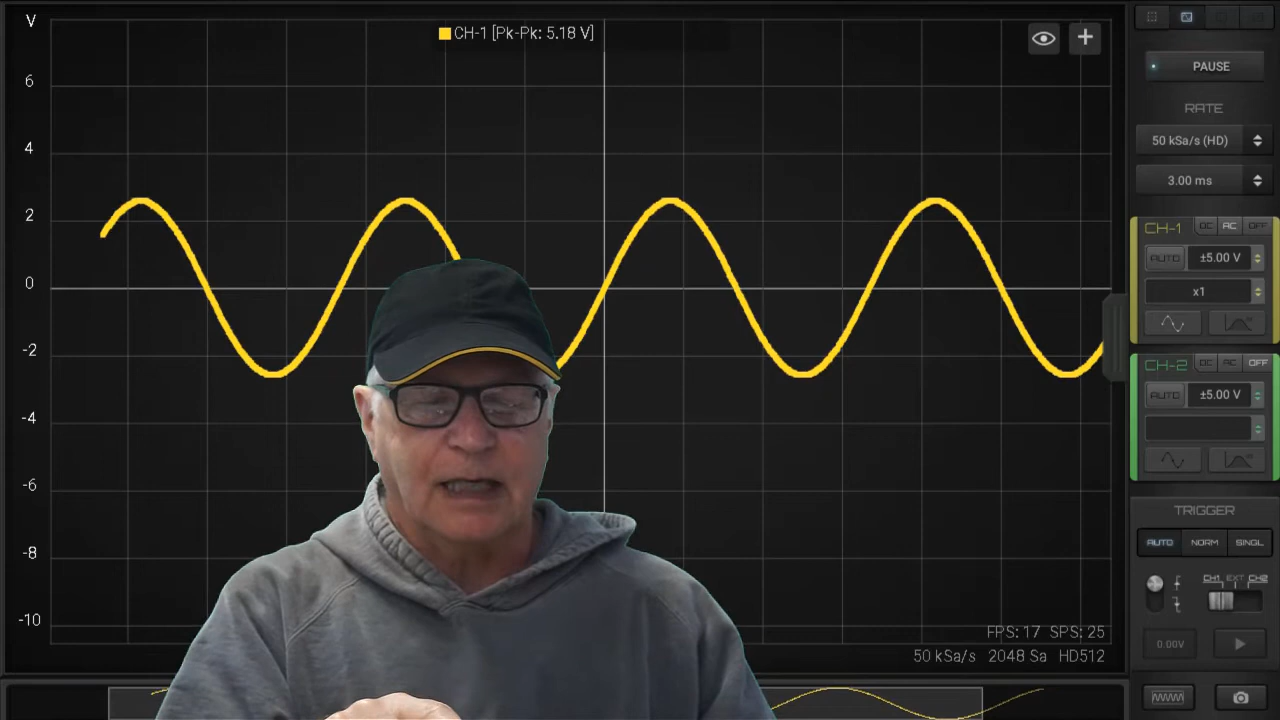 V
CH-1 [Pk-Pk: 5.18 V]
6
4
2
0
-2
-4
-6
-8
-10
FPS: 17 SPS: 25
50 kSa/s 2048 Sa HD512
PAUSE
RATE
50 kSa/s (HD)
3.00 ms
CH-1 DC AC OFF
AUTO ±5.00 V
x1
CH-2 DC AC OFF
AUTO ±5.00 V
TRIGGER
AUTO NORM SINGL
CH1 EXT CH2
0.00V